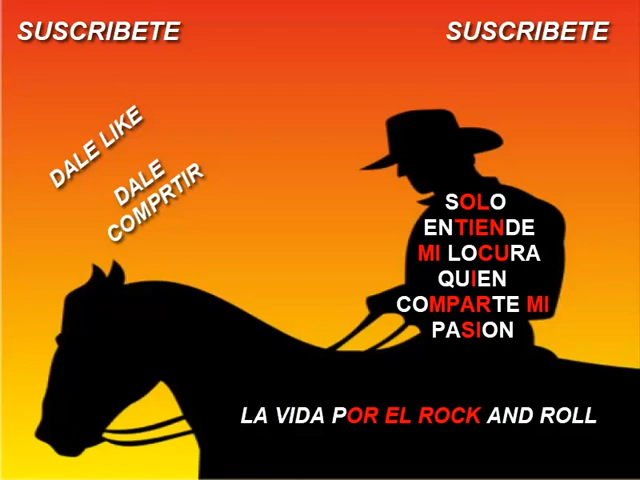 SUSCRIBETE
SUSCRIBETE
DALE LIKE
DALE
COMPRTIR
SOLO
ENTIENDE
MI LOCURA
QUIEN
COMPARTE MI
PASION
LA VIDA POR EL ROCK AND ROLL